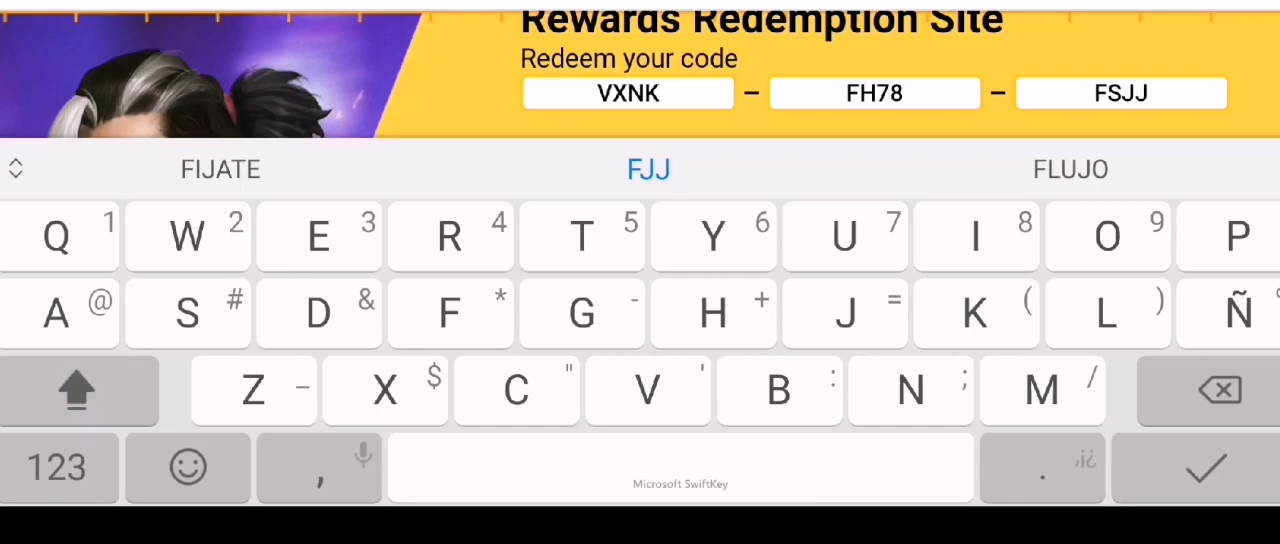 Rewards Redemption Site
Redeem your code
VXNK – FH78 – FSJJ
FIJATE FJJ FLUJO
Q 1 W 2 E 3 R 4 T 5 Y 6 U 7 I 8 O 9 P
A @ S # D & F * G - H + J = K ( L ) Ñ
Z _ X $ C " V ' B : N ; M /
123 , Microsoft SwiftKey . ,¡¿